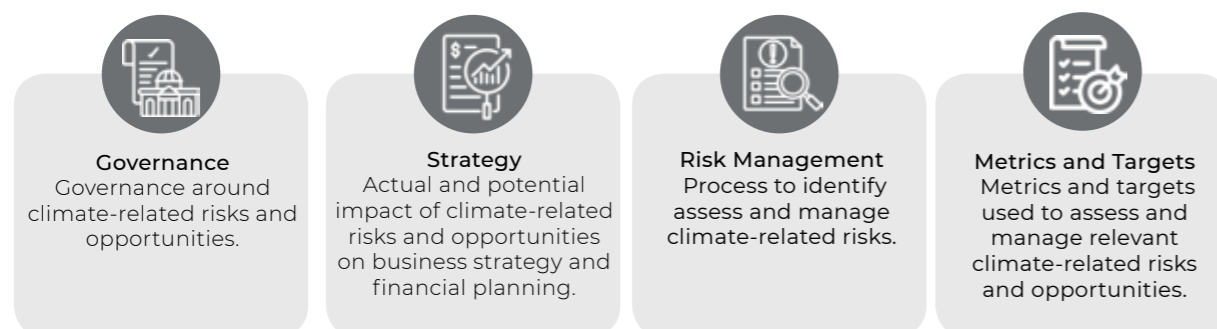 Governance
Governance around
climate-related risks and
opportunities.
Strategy
Actual and potential
impact of climate-related
risks and opportunities
on business strategy and
financial planning.
Risk Management
Process to identify
assess and manage
climate-related risks.
Metrics and Targets
Metrics and targets
used to assess and
manage relevant
climate-related risks
and opportunities.